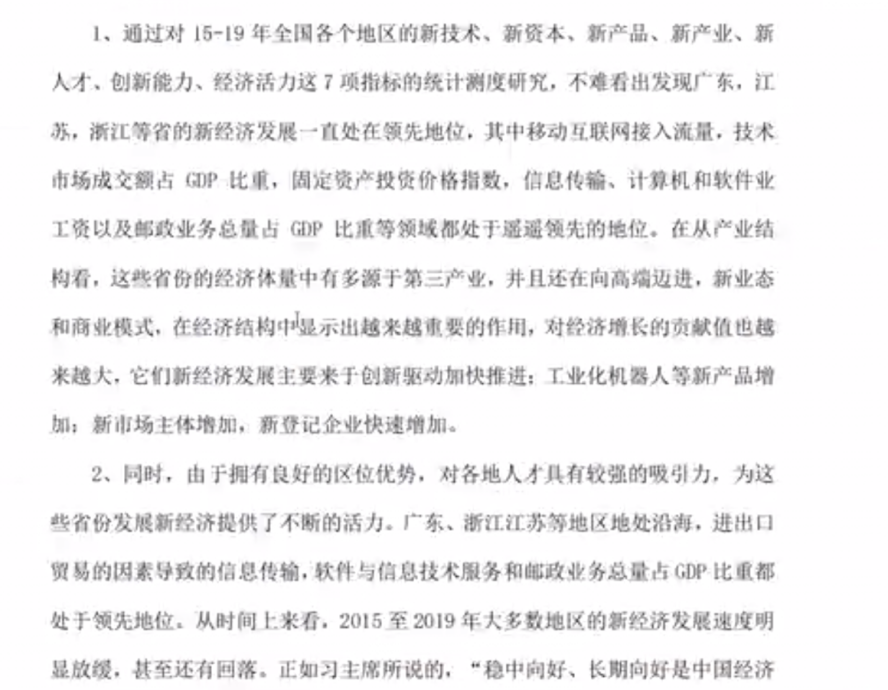 1、通过对 15-19 年全国各个地区的新技术、新资本、新产品、新产业、新
人才、创新能力、经济活力这 7 项指标的统计测度研究，不难看出发现广东，江
苏，浙江等省的新经济发展一直处在领先地位，其中移动互联网接入流量，技术
市场成交额占 GDP 比重，固定资产投资价格指数，信息传输、计算机和软件业
工资以及邮政业务总量占 GDP 比重等领域都处于遥遥领先的地位。在从产业结
构看，这些省份的经济体量中有多源于第三产业，并且还在向高端迈进，新业态
和商业模式，在经济结构中显示出越来越重要的作用，对经济增长的贡献值也越
来越大，它们新经济发展主要来于创新驱动加快推进；工业化机器人等新产品增
加；新市场主体增加，新登记企业快速增加。
2、同时，由于拥有良好的区位优势，对各地人才具有较强的吸引力，为这
些省份发展新经济提供了不断的活力。广东、浙江江苏等地区地处沿海，进出口
贸易的因素导致的信息传输，软件与信息技术服务和邮政业务总量占 GDP 比重都
处于领先地位。从时间上来看，2015 至 2019 年大多数地区的新经济发展速度明
显放缓，甚至还有回落。正如习主席所说的，“稳中向好、长期向好是中国经济